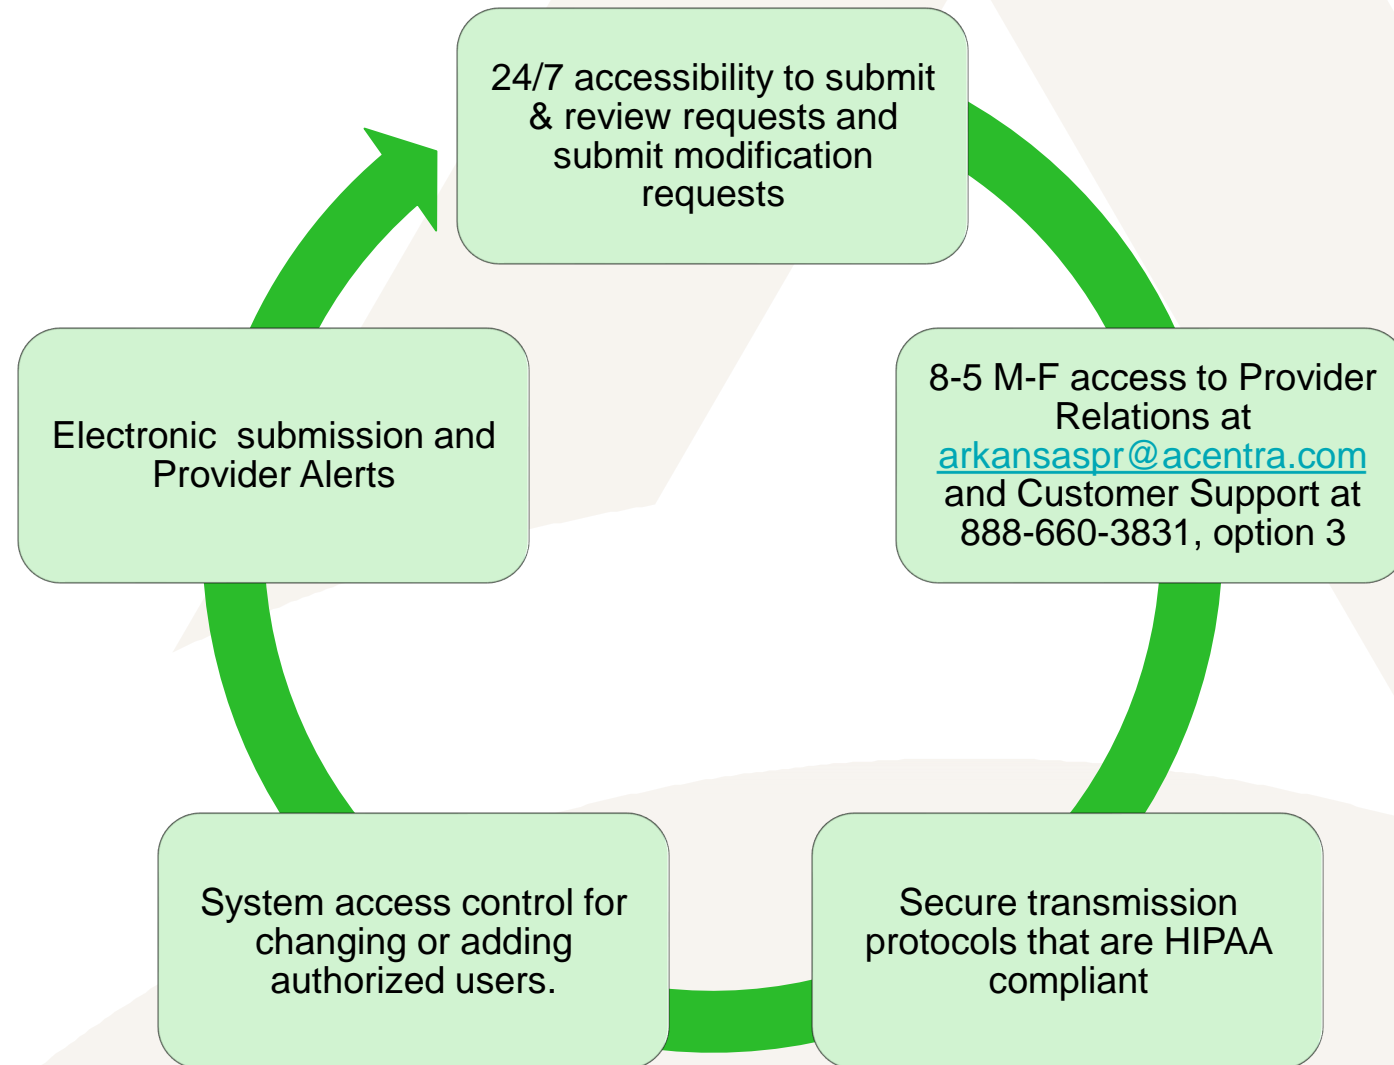 24/7 accessibility to submit
& review requests and
submit modification
requests
8-5 M-F access to Provider
Relations at
arkansaspr@acentra.com
and Customer Support at
888-660-3831, option 3
Secure transmission
protocols that are HIPAA
compliant
System access control for
changing or adding
authorized users.
Electronic  submission and
Provider Alerts